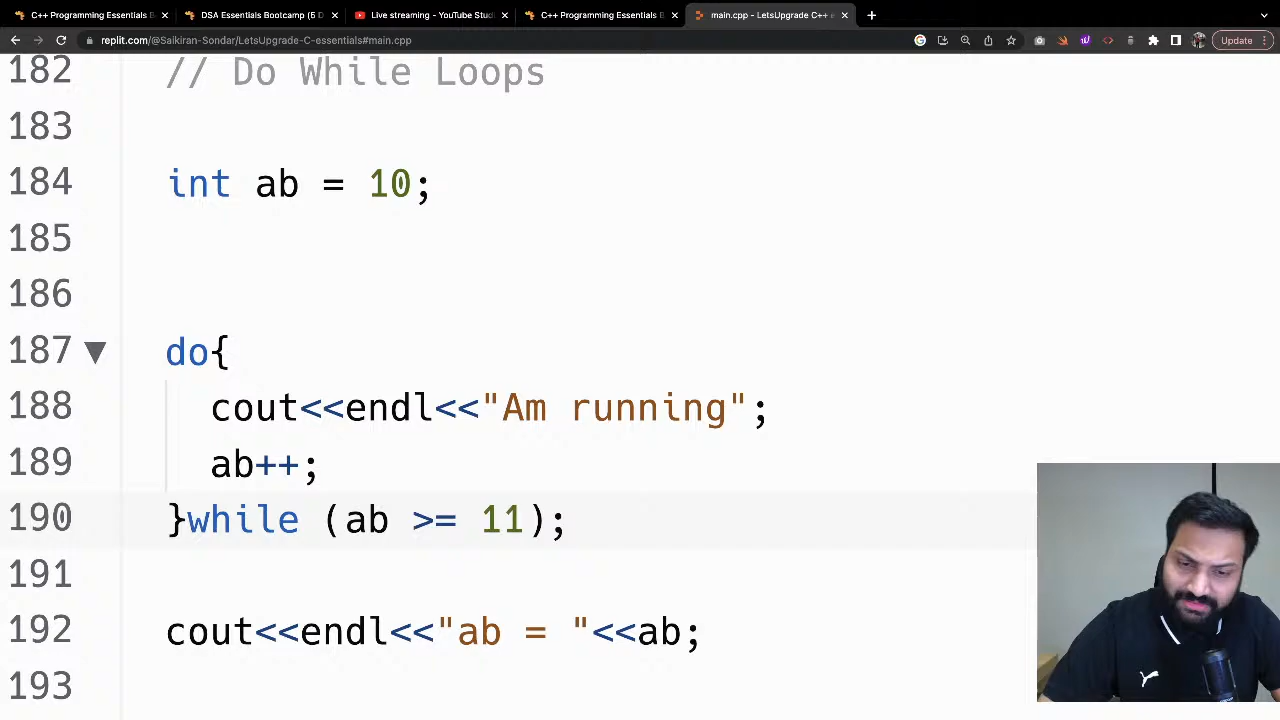 C++ Programming Essentials B
DSA Essentials Bootcamp (5 D
Live streaming - YouTube Stud
C++ Programming Essentials B
main.cpp - LetsUpgrade C++ e
replit.com/@Saikiran-Sondar/LetsUpgrade-C-essentials#main.cpp
Update
182 // Do While Loops
183
184 int ab = 10;
185
186
187 do{
188 cout<<endl<<"Am running";
189 ab++;
190 }while (ab >= 11);
191
192 cout<<endl<<"ab = "<<ab;
193